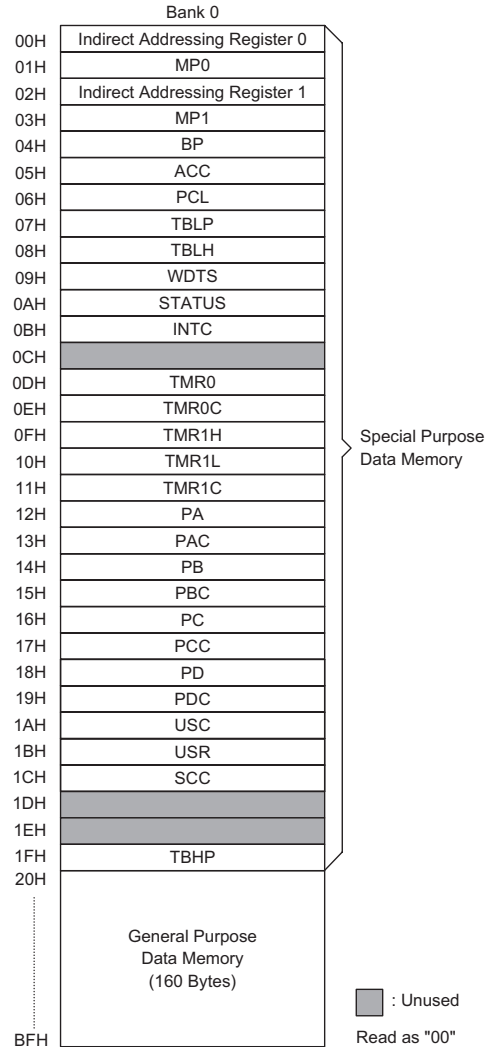 Bank 0
00H Indirect Addressing Register 0
01H MP0
02H Indirect Addressing Register 1
03H MP1
04H BP
05H ACC
06H PCL
07H TBLP
08H TBLH
09H WDTS
0AH STATUS
0BH INTC
0CH
0DH TMR0
0EH TMR0C
0FH TMR1H
Special Purpose
10H TMR1L
Data Memory
11H TMR1C
12H PA
13H PAC
14H PB
15H PBC
16H PC
17H PCC
18H PD
19H PDC
1AH USC
1BH USR
1CH SCC
1DH
1EH
1FH TBHP
20H
General Purpose
Data Memory
(160 Bytes)
: Unused
BFH
Read as "00"